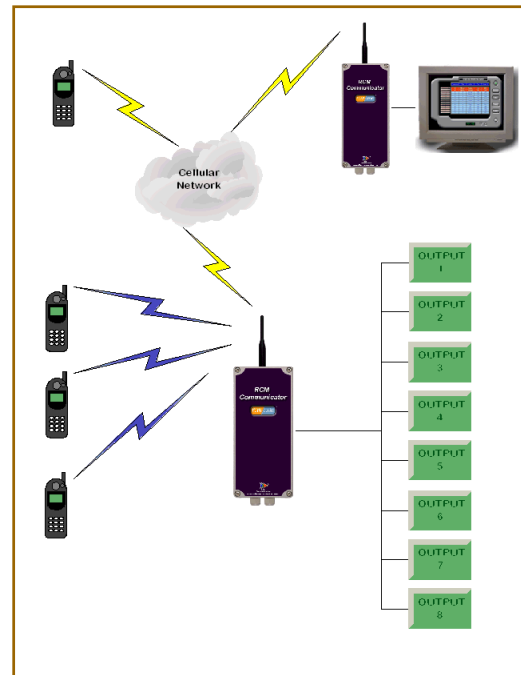 MCM
Communicator
Cellular
Network
OUTPUT
1
OUTPUT
2
OUTPUT
3
RCM
Communicator
OUTPUT
4
OUTPUT
5
OUTPUT
6
OUTPUT
7
OUTPUT
8